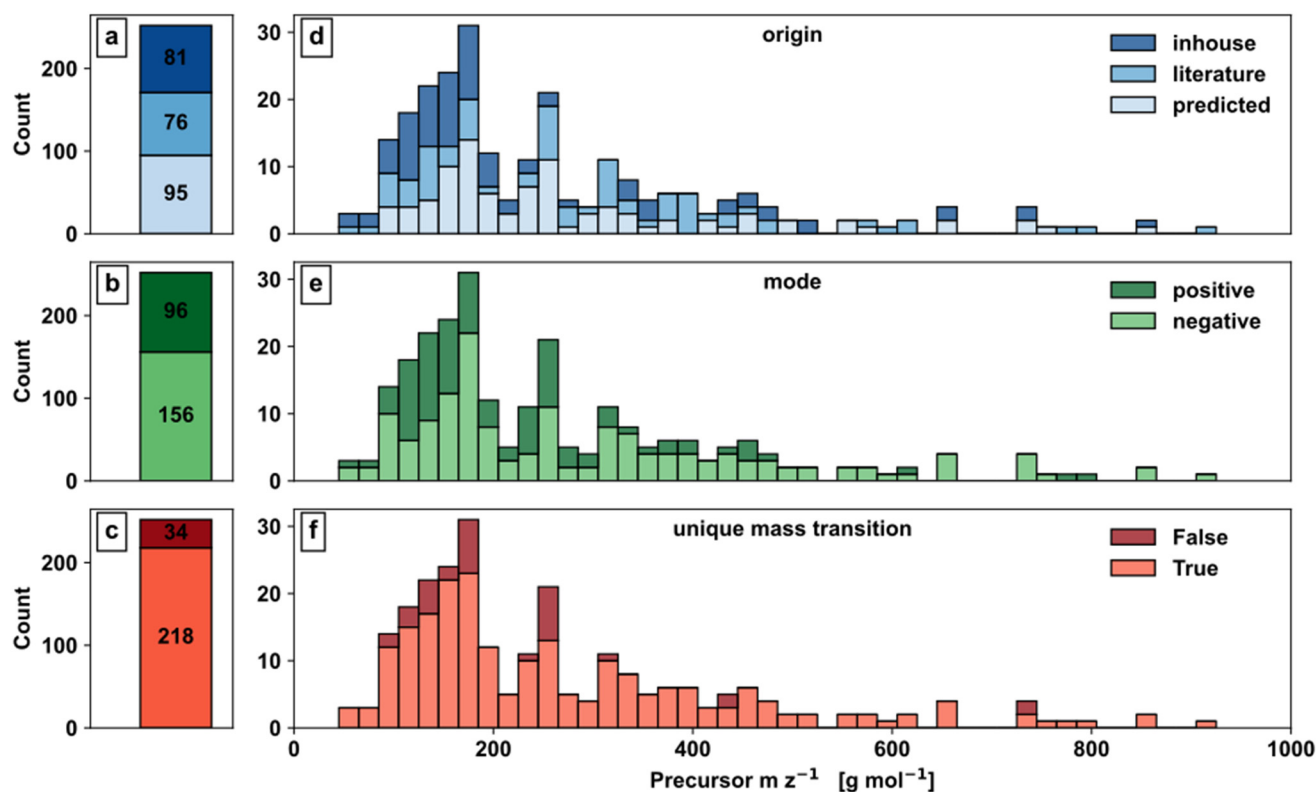 a
Count
200
100
0
81
76
95
d
origin
30
20
10
0
inhouse
literature
predicted
b
Count
200
100
0
96
156
e
mode
30
20
10
0
positive
negative
c
Count
200
100
0
34
218
f
unique mass transition
30
20
10
0
False
True
0
200
400
600
800
1000
Precursor m z⁻¹ [g mol⁻¹]